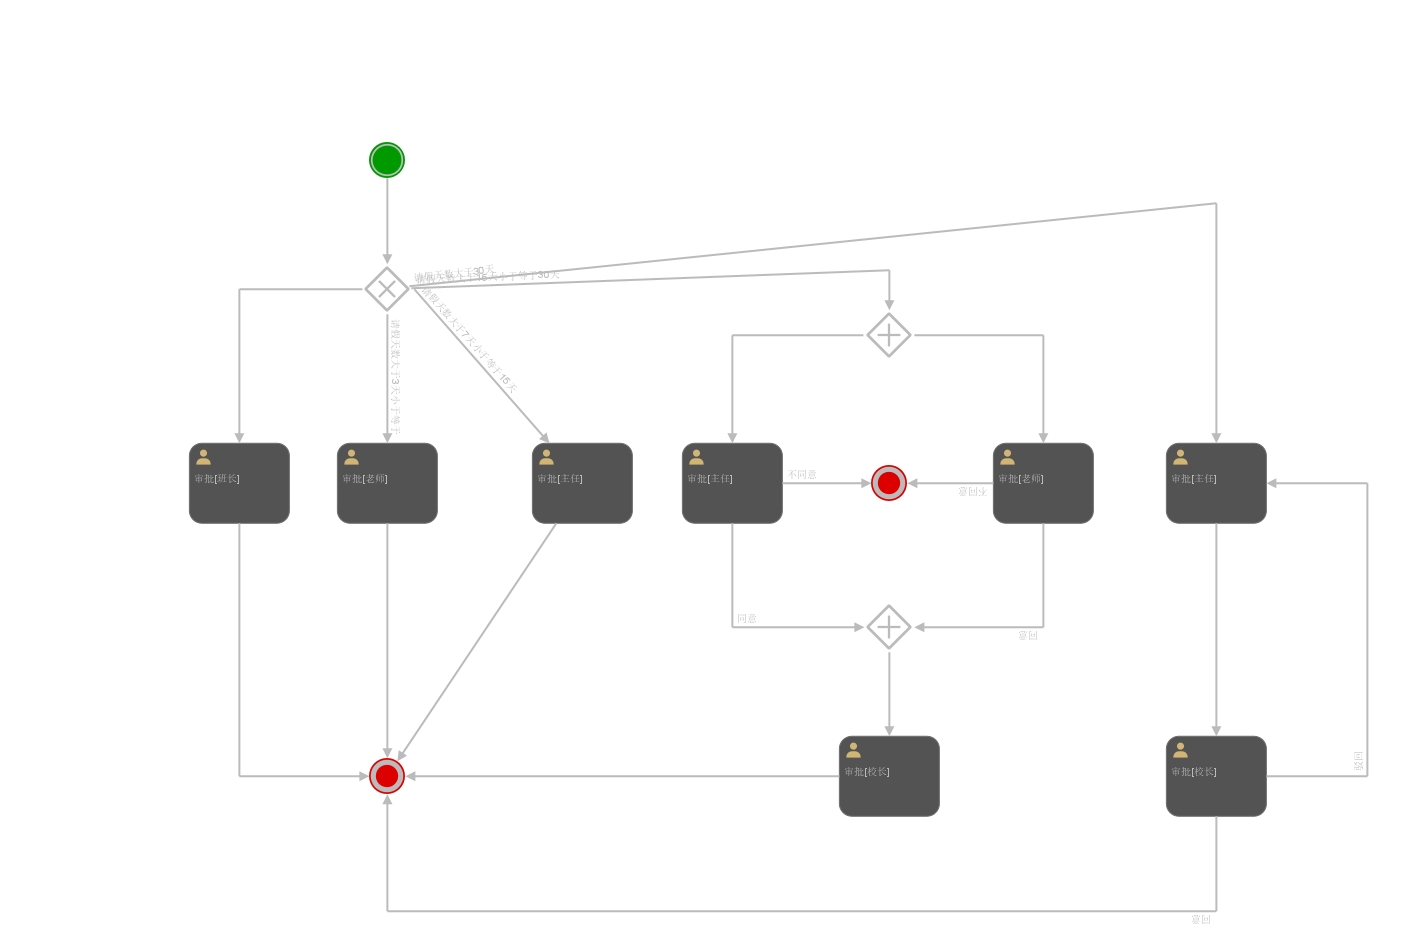 请假天数大于30天
请假天数大于15天小于等于30天
请假天数大于7天小于等于15天
请假天数大于3天小于等于
审批[班长]
审批[老师]
审批[主任]
审批[主任]
不同意
不同意
审批[老师]
审批[主任]
同意
同意
审批[校长]
审批[校长]
同意